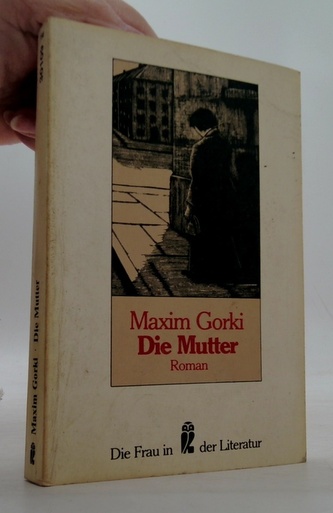 Maxim Gorki
Die Mutter
Roman
Die Frau in der Literatur
Maxim Gorki · Die Mutter